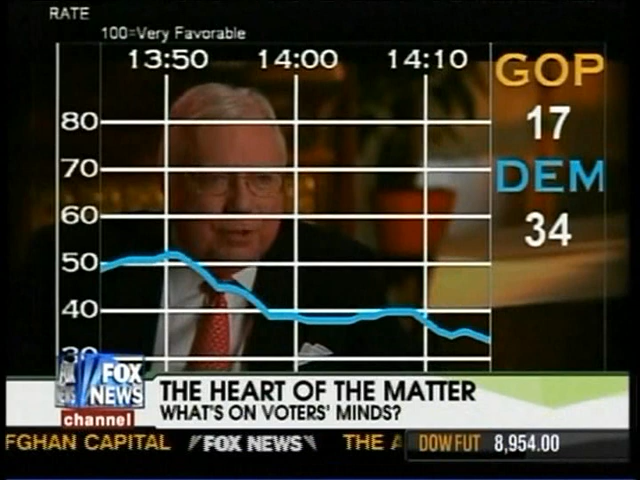 RATE
100=Very Favorable
13:50 14:00 14:10
GOP
17
DEM
34
80
70
60
50
40
30
FOX
NEWS
channel
THE HEART OF THE MATTER
WHAT'S ON VOTERS' MINDS?
FGHAN CAPITAL FOX NEWS THE A DOW FUT 8,954.00